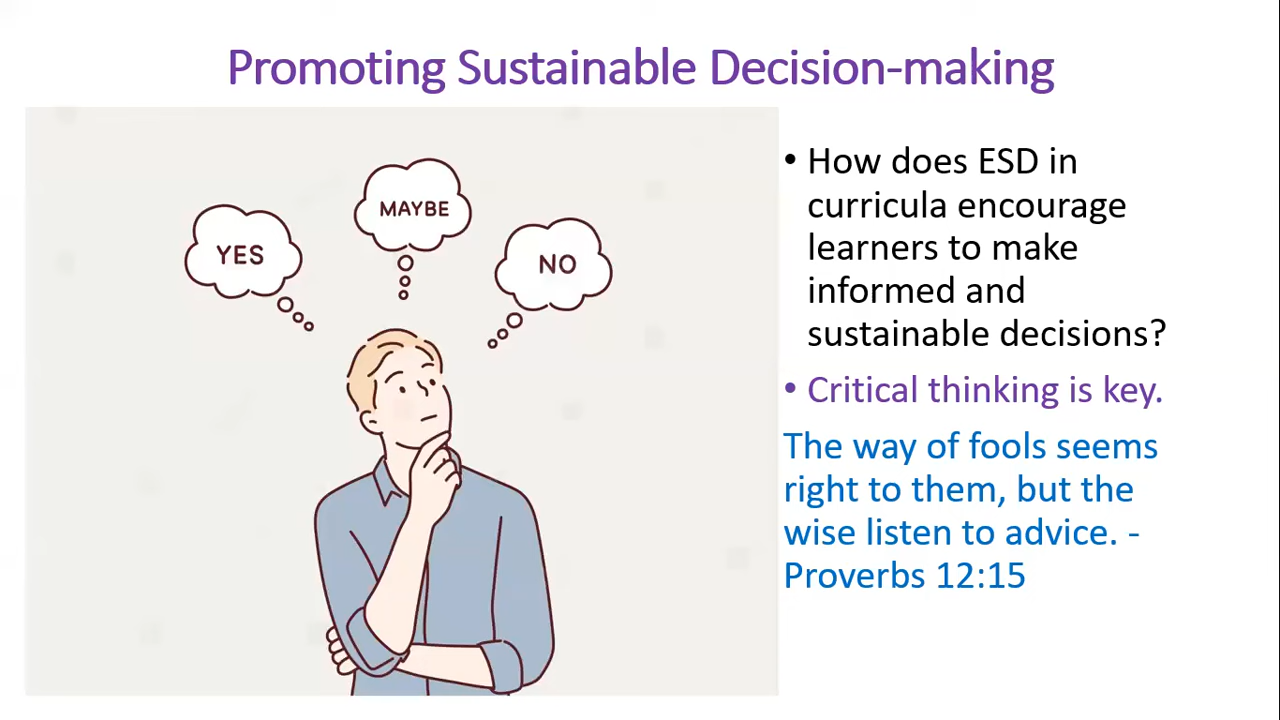 Promoting Sustainable Decision-making
YES
MAYBE
NO
• How does ESD in
curricula encourage
learners to make
informed and
sustainable decisions?
• Critical thinking is key.
The way of fools seems
right to them, but the
wise listen to advice. -
Proverbs 12:15